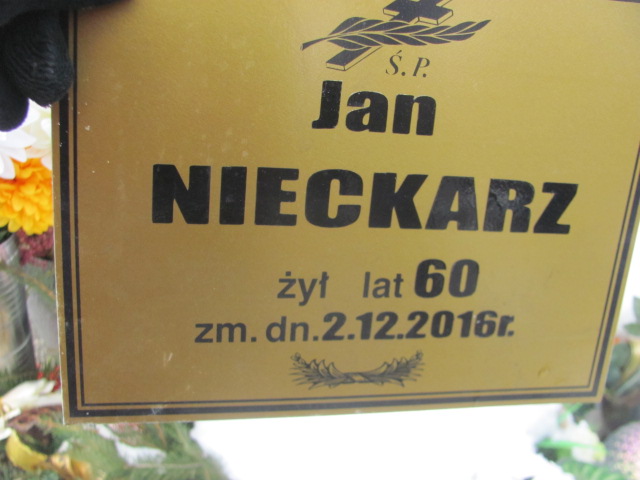 Ś.P.
Jan
NIECKARZ
żył lat 60
zm. dn. 2.12.2016r.